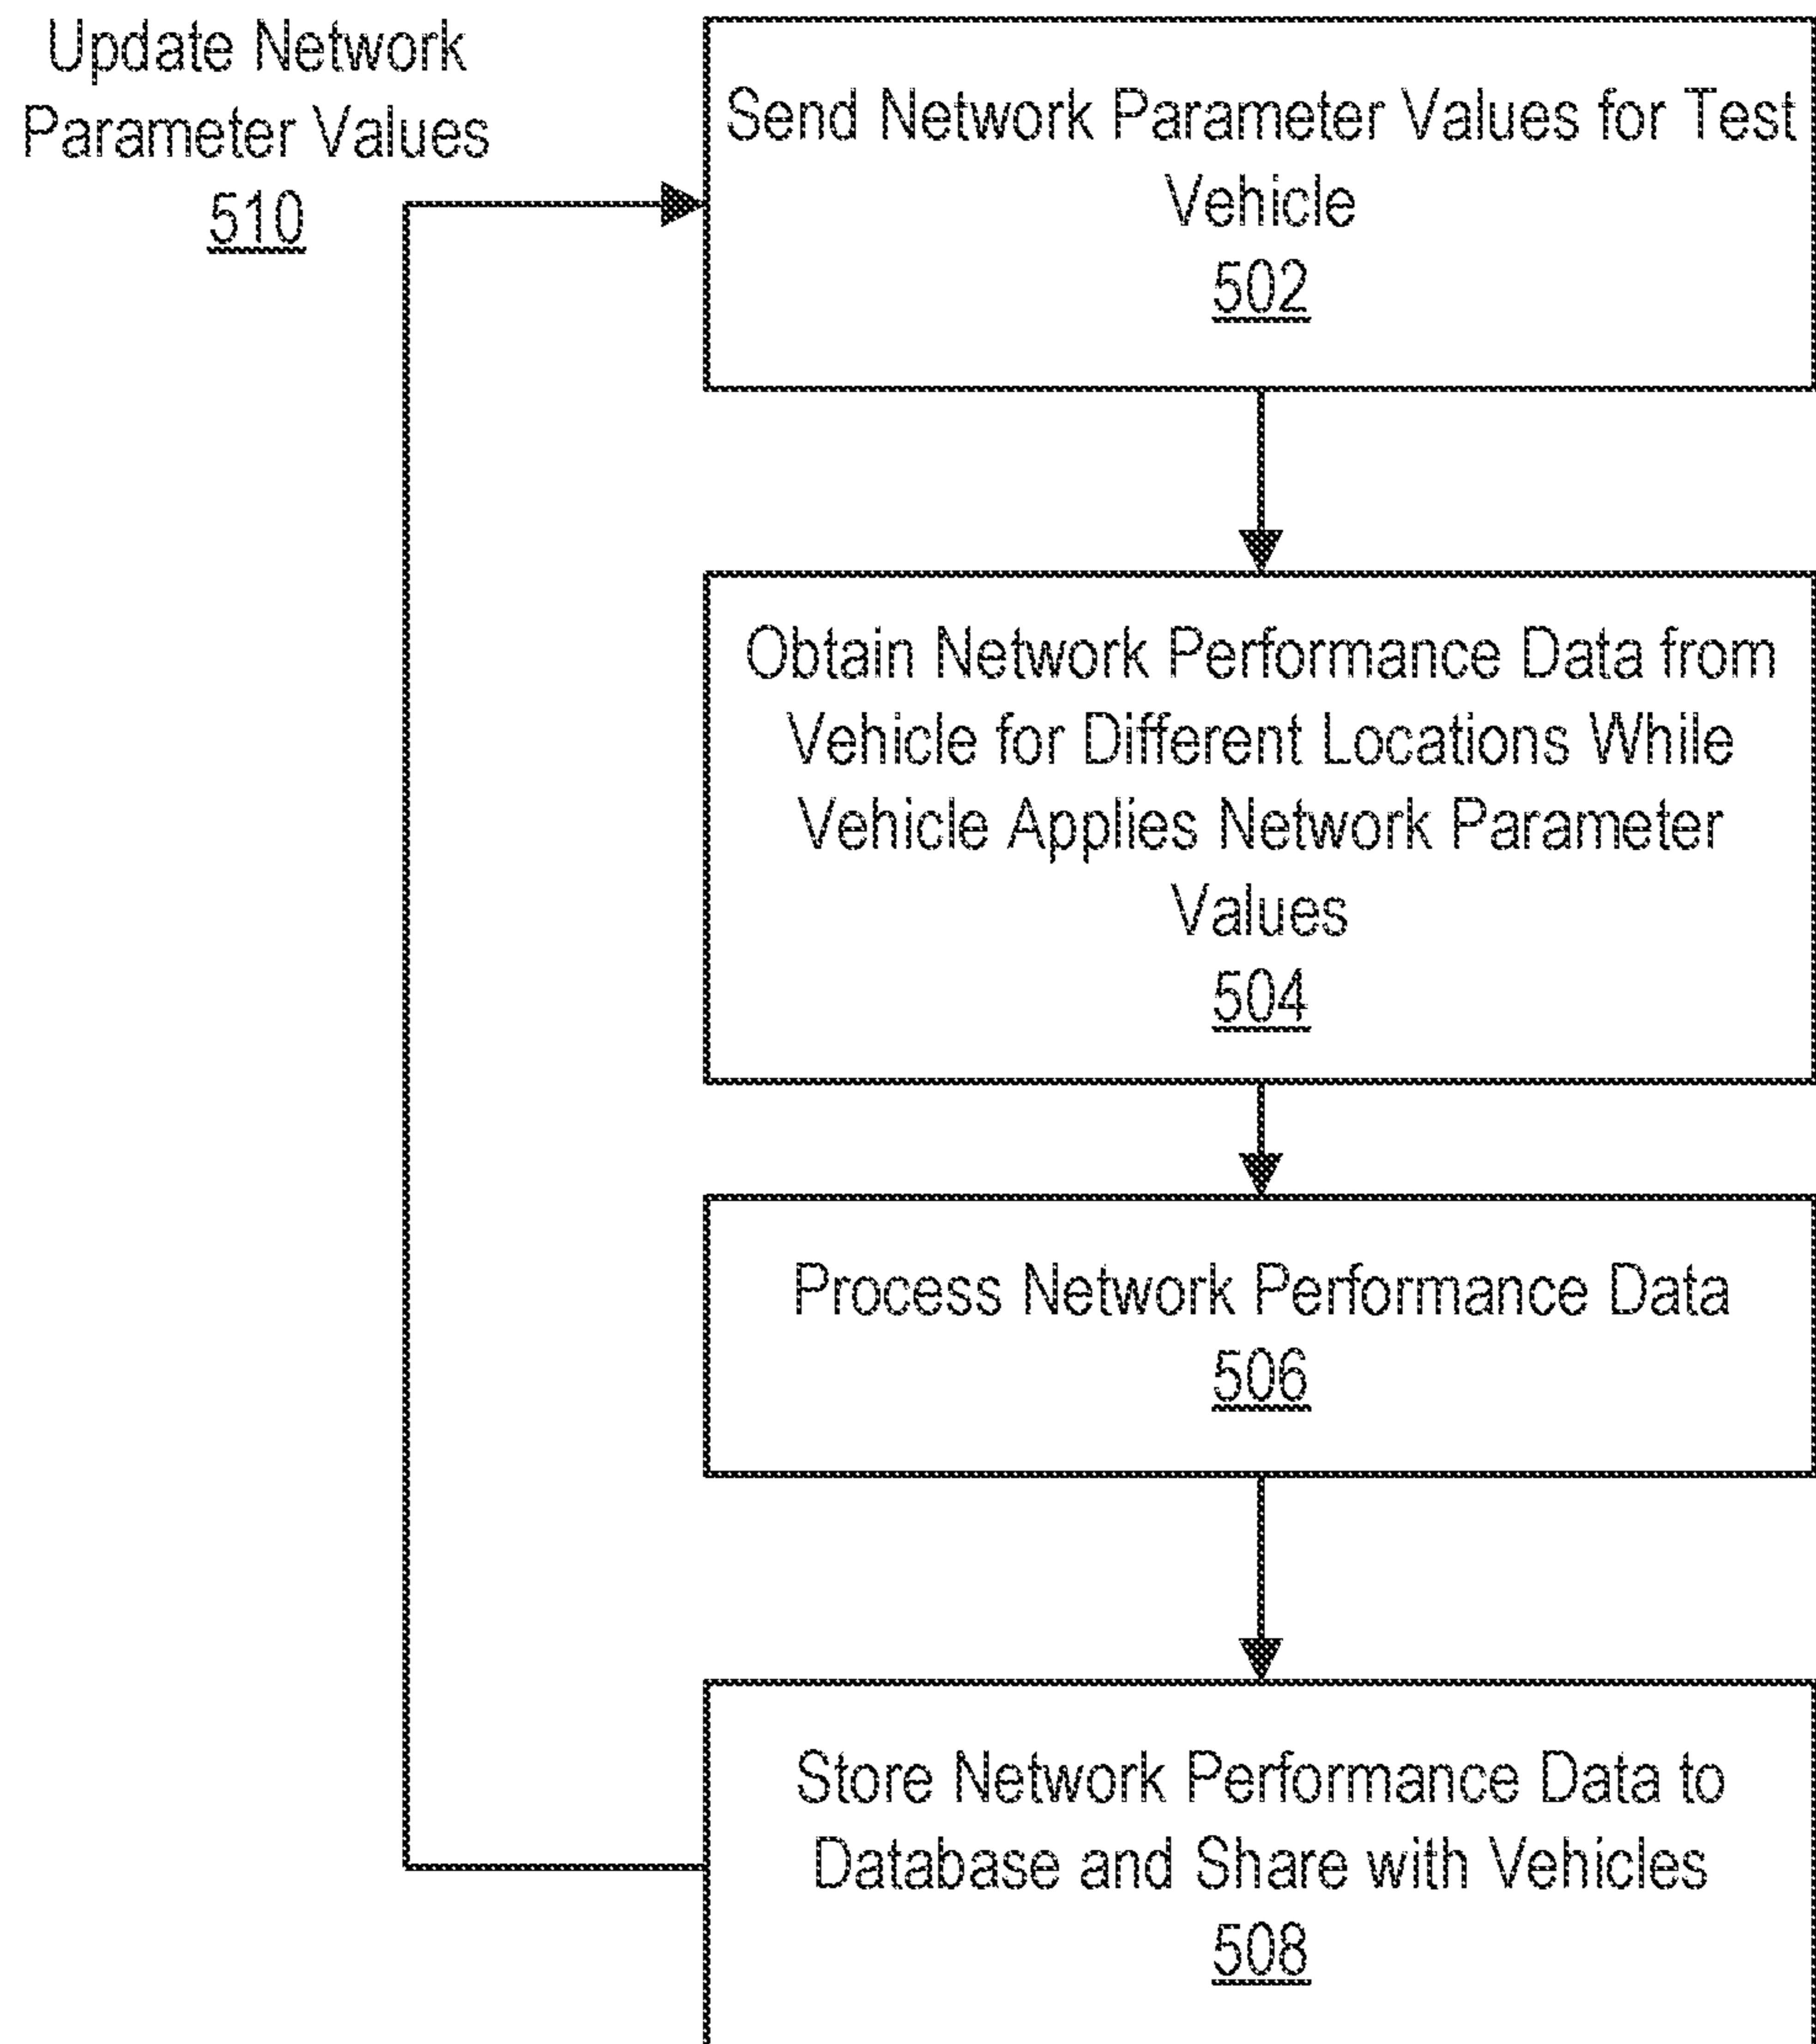 Update Network
Parameter Values
510
Send Network Parameter Values for Test
Vehicle
502
Obtain Network Performance Data from
Vehicle for Different Locations While
Vehicle Applies Network Parameter
Values
504
Process Network Performance Data
506
Store Network Performance Data to
Database and Share with Vehicles
508